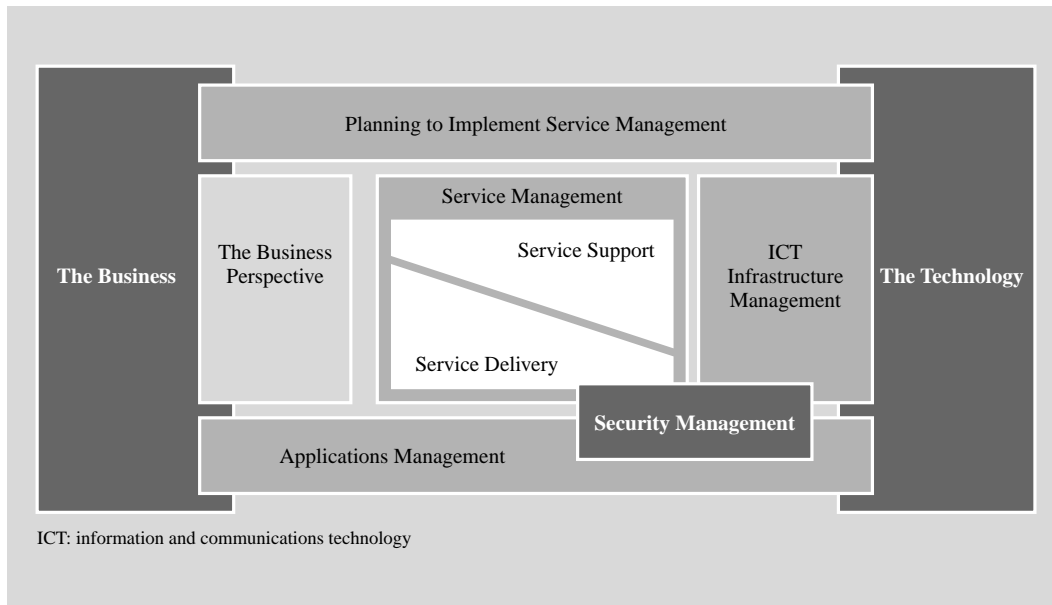 Planning to Implement Service Management
Service Management
The Business
The Business
Perspective
Service Support
Service Delivery
ICT
Infrastructure
Management
The Technology
Security Management
Applications Management
ICT: information and communications technology